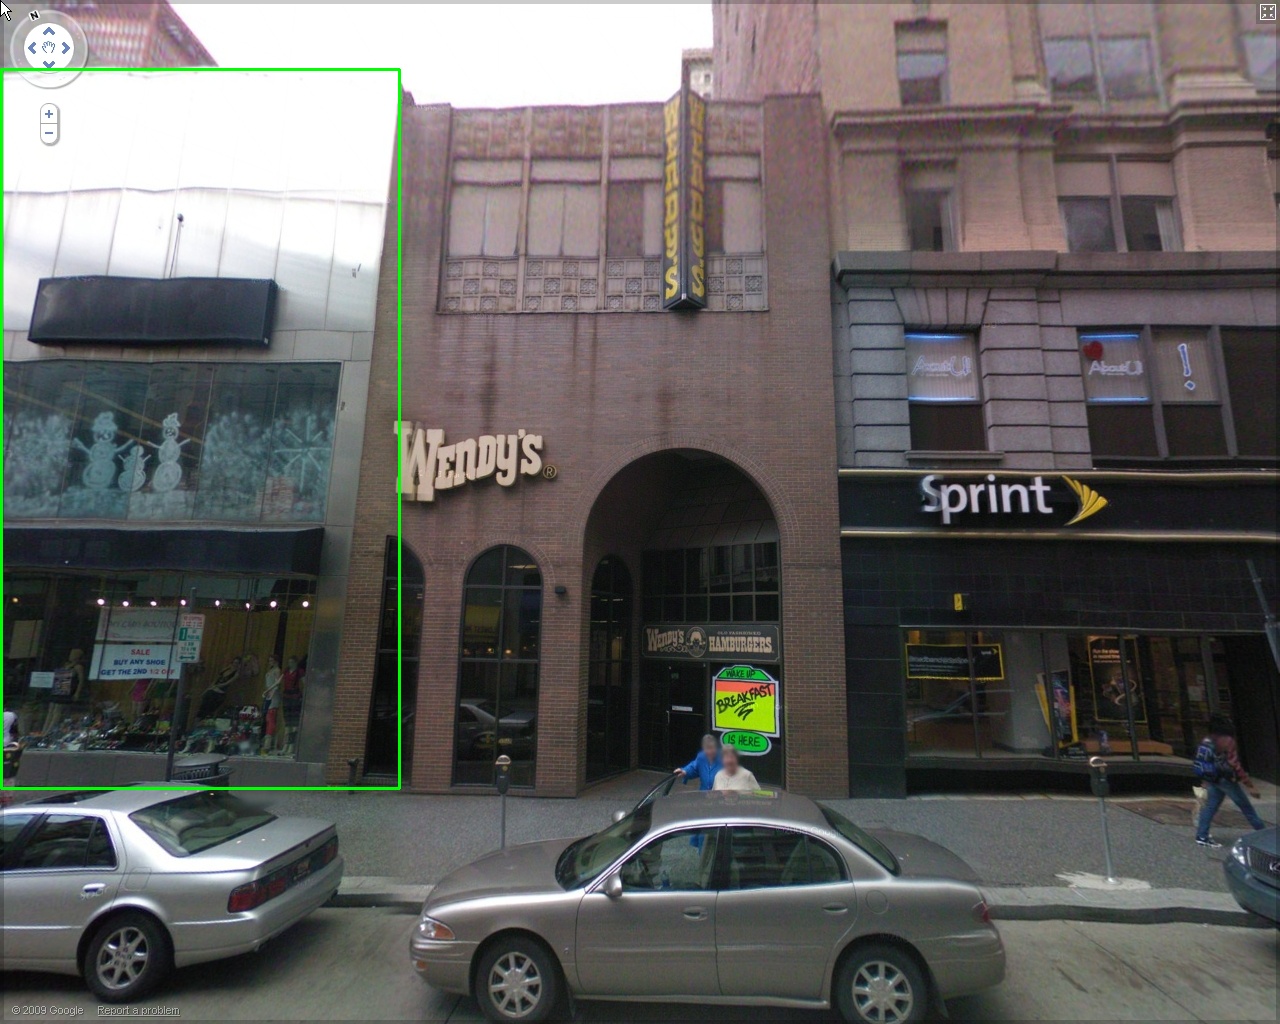 N
WENDY'S
WENDY'S
WENDY'S®
AboutU!
AboutU!
!
Sprint
SALE
BUY ANY SHOE
GET THE 2ND 1/2 OFF
Wendy's
OLD FASHIONED
HAMBURGERS.
WAKE UP
BREAKFAST
IS HERE
© 2009 Google
Report a problem